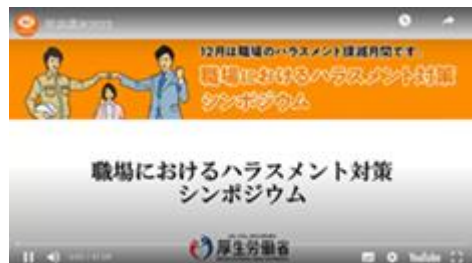 12月は職場のハラスメント撲滅月間です
職場におけるハラスメント対策
シンポジウム
職場におけるハラスメント対策
シンポジウム
厚生労働省
YouTube